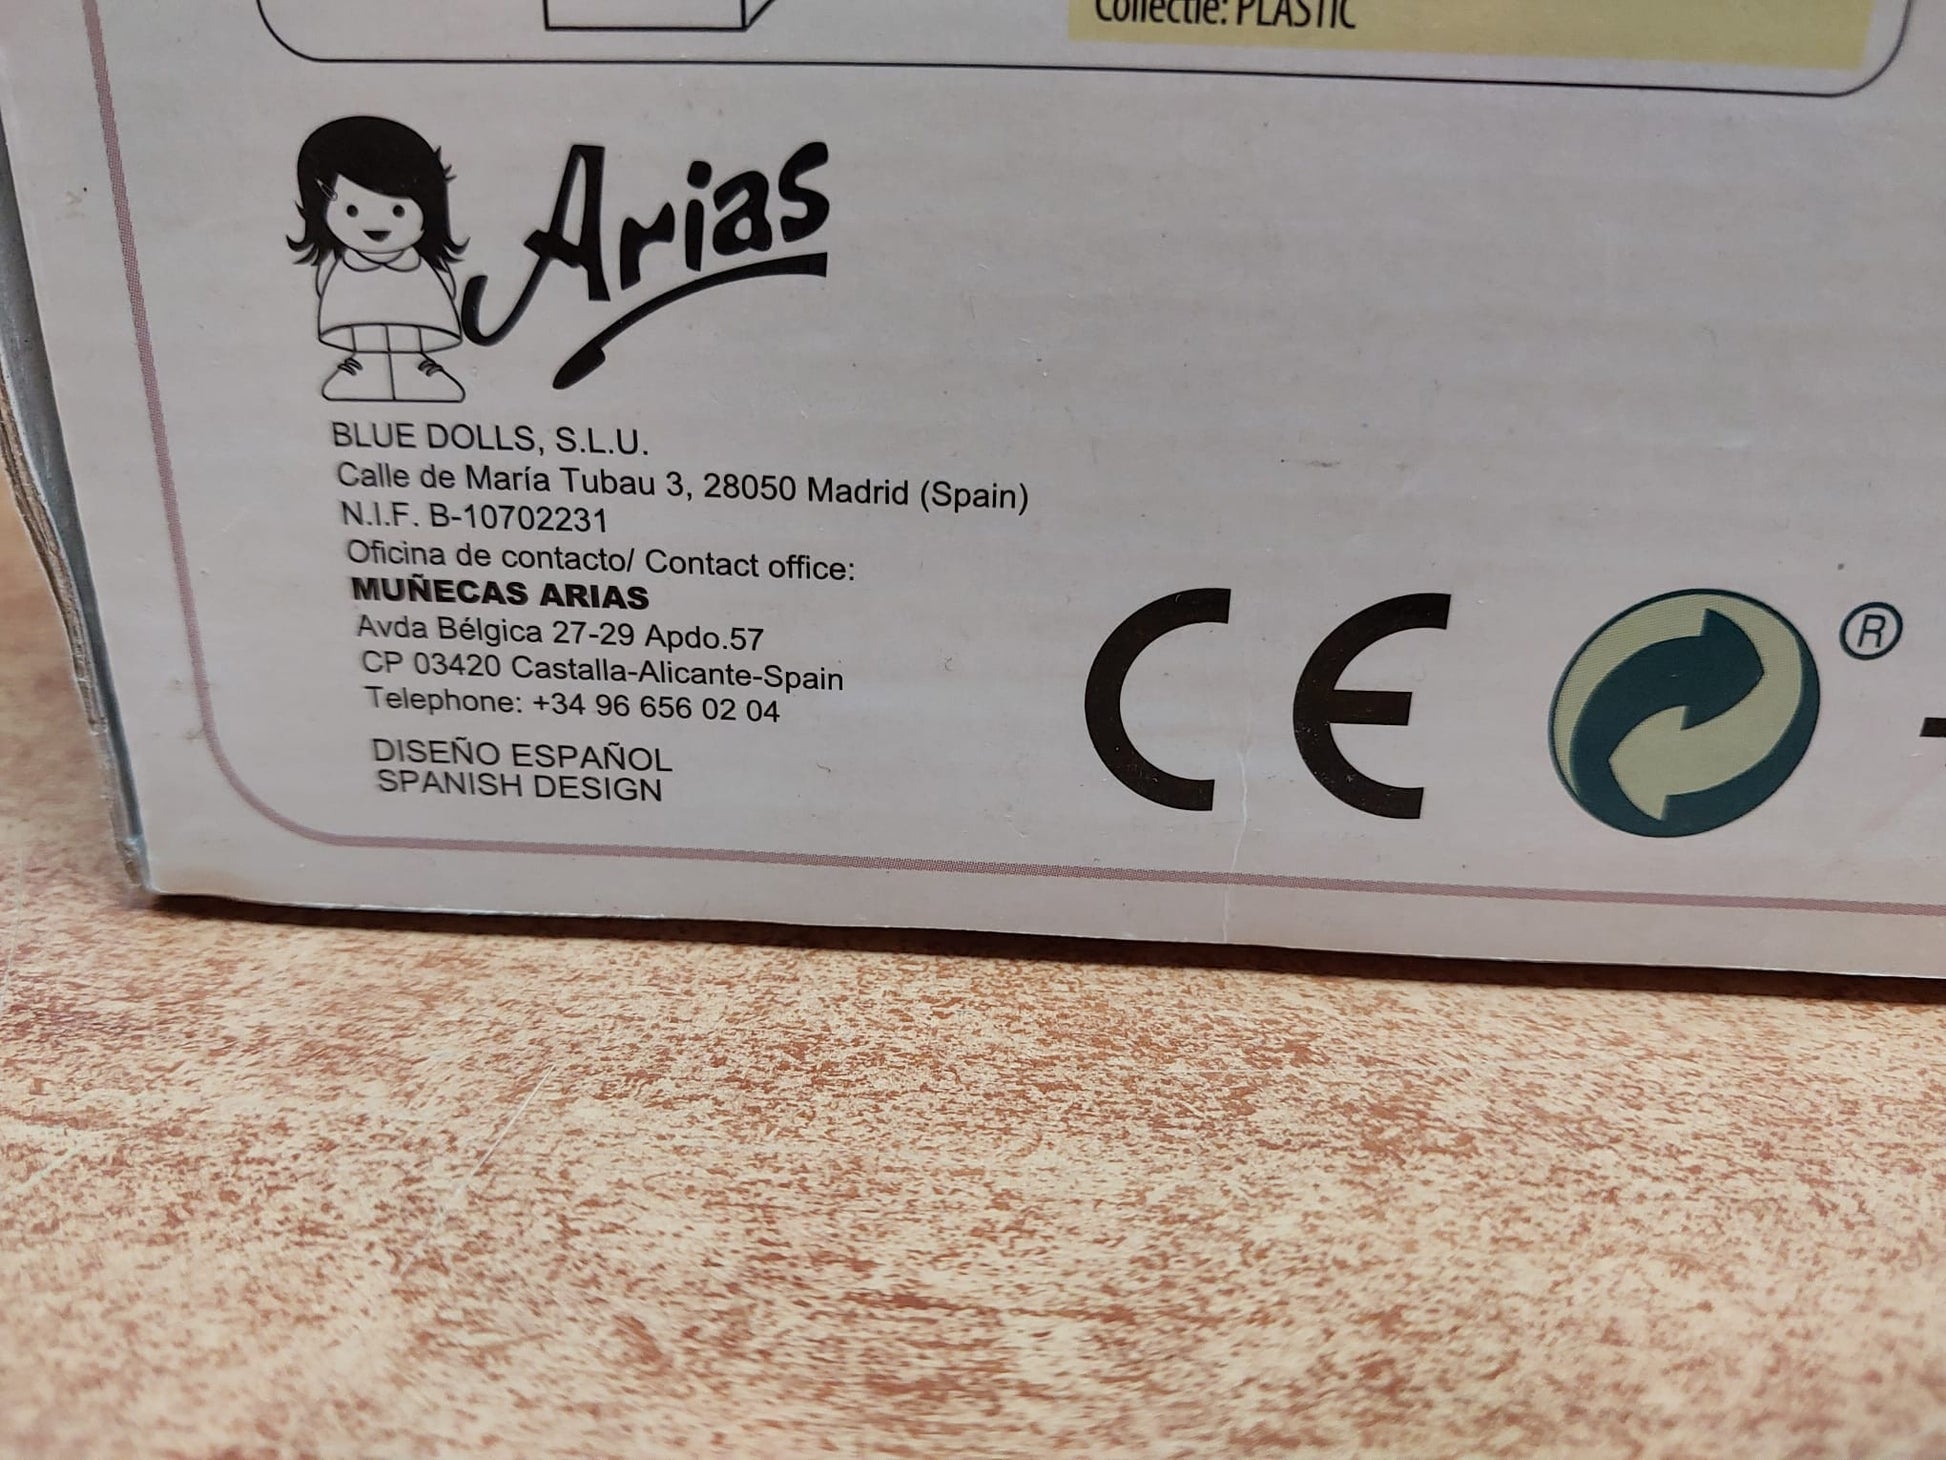 Collectie: PLASTIC
Arias
BLUE DOLLS, S.L.U.
Calle de María Tubau 3, 28050 Madrid (Spain)
N.I.F. B-10702231
Oficina de contacto/ Contact office:
MUÑECAS ARIAS
Avda Bélgica 27-29 Apdo.57
CP 03420 Castalla-Alicante-Spain
Telephone: +34 96 656 02 04
DISEÑO ESPAÑOL
SPANISH DESIGN
CE ®